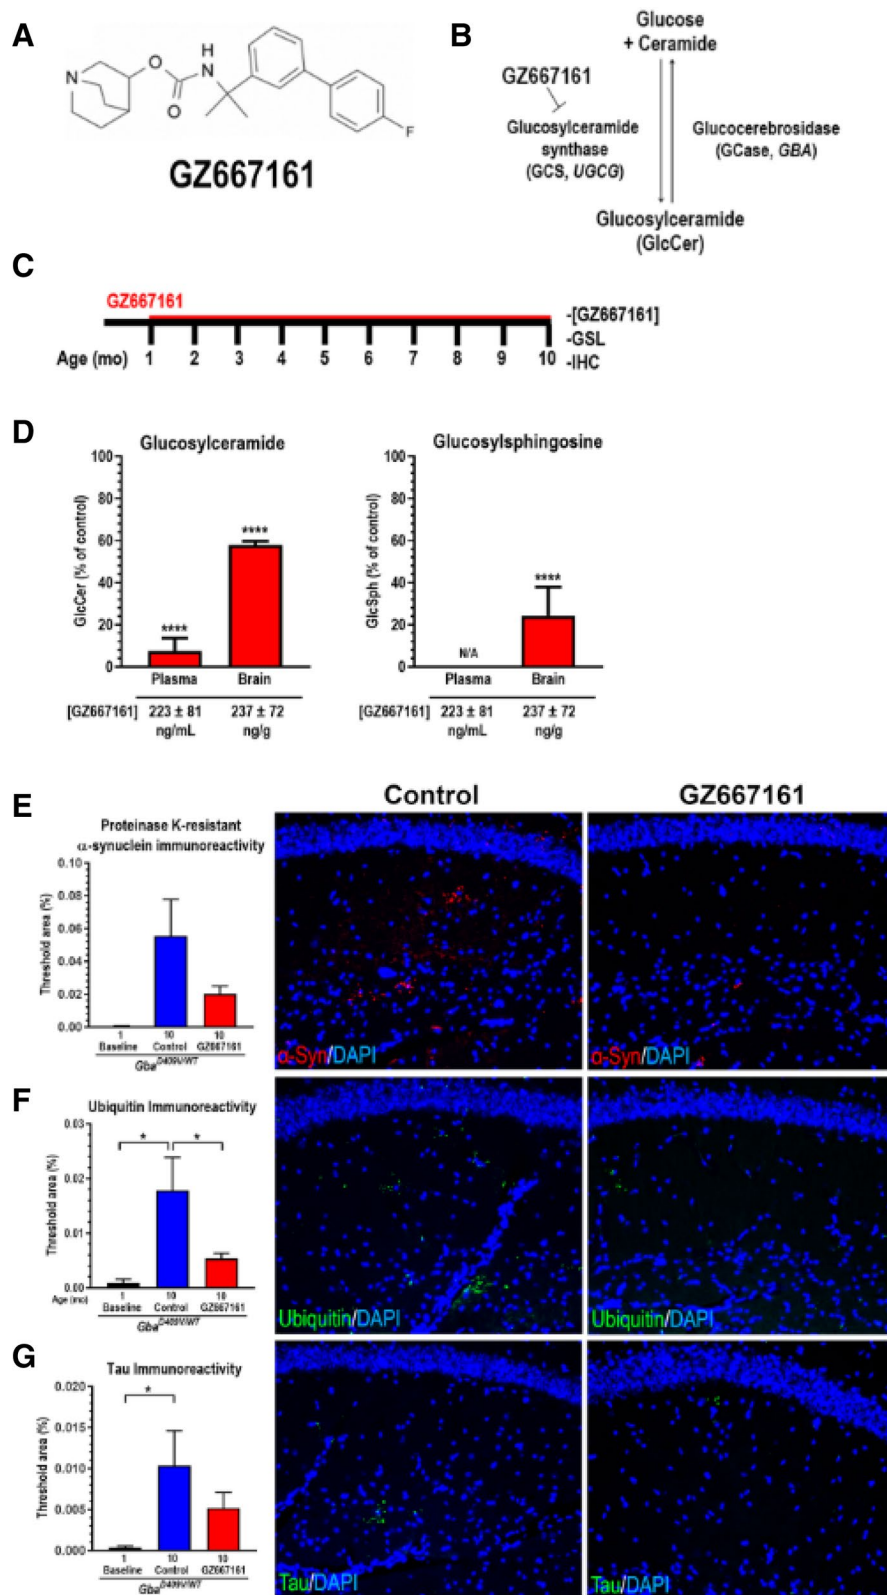 A
N
O
O
H
N
F
GZ667161
B
Glucose
+ Ceramide
GZ667161
Glucosylceramide
synthase
(GCS, UGCG)
Glucocerebrosidase
(GCase, GBA)
Glucosylceramide
(GlcCer)
C
GZ667161
Age (mo) 1 2 3 4 5 6 7 8 9 10
-[GZ667161]
-GSL
-IHC
D
Glucosylceramide
GlcCer (% of control)
100
80
60
40
20
0
****
****
Plasma Brain
[GZ667161] 223 ± 81 237 ± 72
ng/mL ng/g
Glucosylsphingosine
GlcSph (% of control)
100
80
60
40
20
0
N/A
****
Plasma Brain
[GZ667161] 223 ± 81 237 ± 72
ng/mL ng/g
Control GZ667161
E
Proteinase K-resistant
α-synuclein immunoreactivity
Threshold area (%)
0.10
0.08
0.06
0.04
0.02
0.00
1 10 10
Baseline Control GZ667161
Gba^D409V/WT
α-Syn/DAPI
α-Syn/DAPI
F
Ubiquitin Immunoreactivity
Threshold area (%)
0.03
0.02
0.01
0.00
* *
Age (mo) 1 10 10
Baseline Control GZ667161
Gba^D409V/WT
Ubiquitin/DAPI
Ubiquitin/DAPI
G
Tau Immunoreactivity
Threshold area (%)
0.020
0.015
0.010
0.005
0.000
*
1 10 10
Baseline Control GZ667161
Gba^D409V/WT
Tau/DAPI
Tau/DAPI